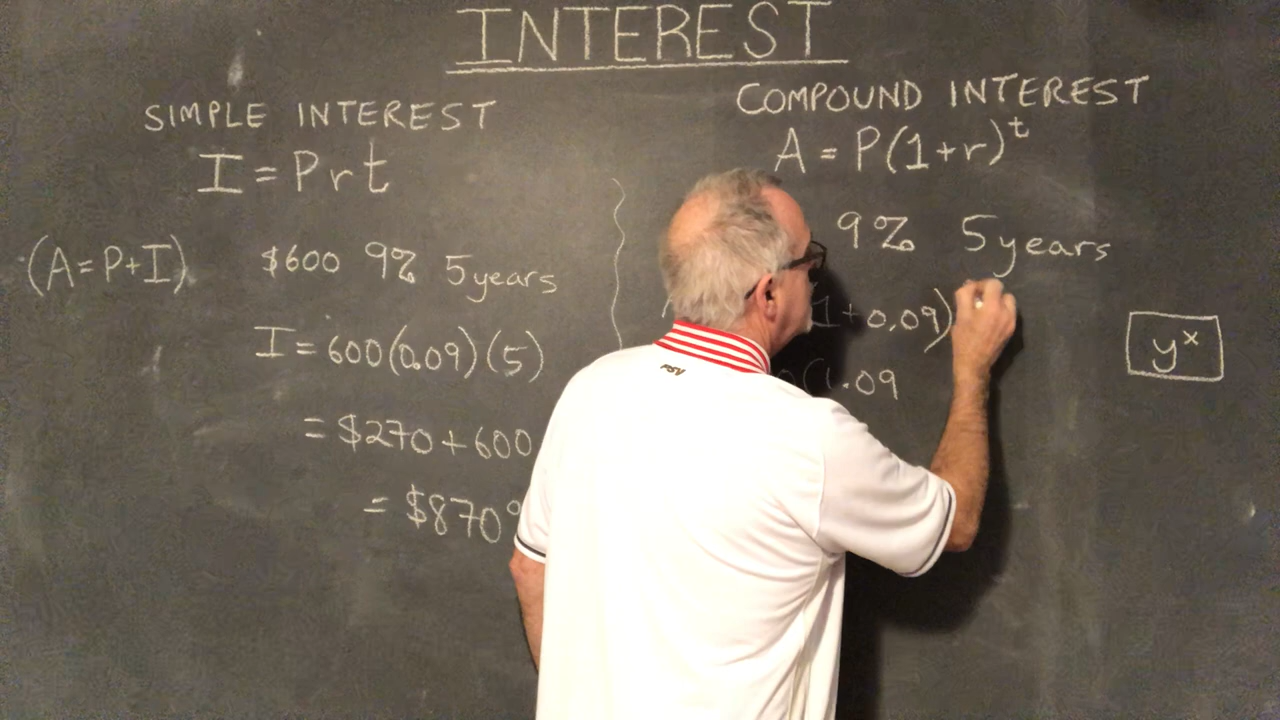 INTEREST
SIMPLE INTEREST
I = Prt
(A=P+I) $600 9% 5years
I = 600(0.09)(5)
= $270 + 600
= $870
COMPOUND INTEREST
A = P(1+r)^t
9% 5years
1+0.09)
(1.09
y^x
PSV